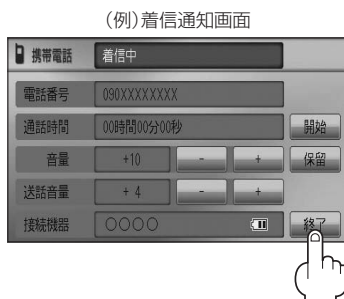 (例)着信通知画面
携帯電話 着信中
電話番号 090XXXXXXXX
通話時間 00時間00分00秒 開始
音量 +10 - + 保留
送話音量 + 4 - +
接続機器 ○○○○ 終了